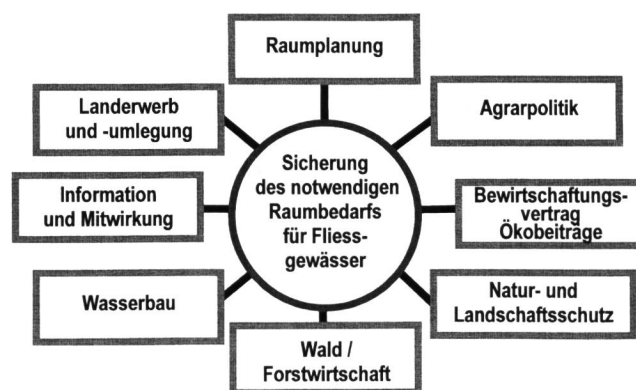 Raumplanung
Landerwerb
und -umlegung
Agrarpolitik
Sicherung
des notwendigen
Raumbedarfs
für Fliess-
gewässer
Information
und Mitwirkung
Bewirtschaftungs-
vertrag
Ökobeiträge
Wasserbau
Natur- und
Landschaftsschutz
Wald /
Forstwirtschaft